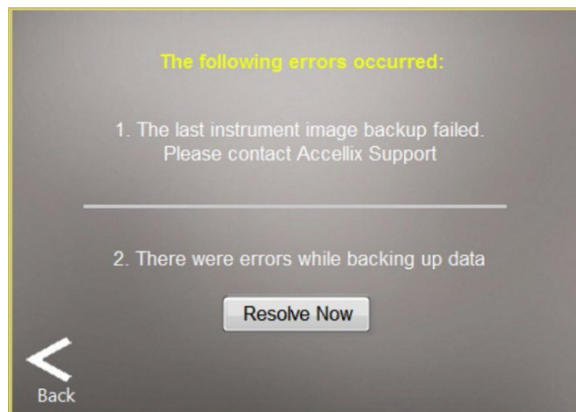 The following errors occurred:
1. The last instrument image backup failed.
Please contact Accellix Support
2. There were errors while backing up data
Resolve Now
Back